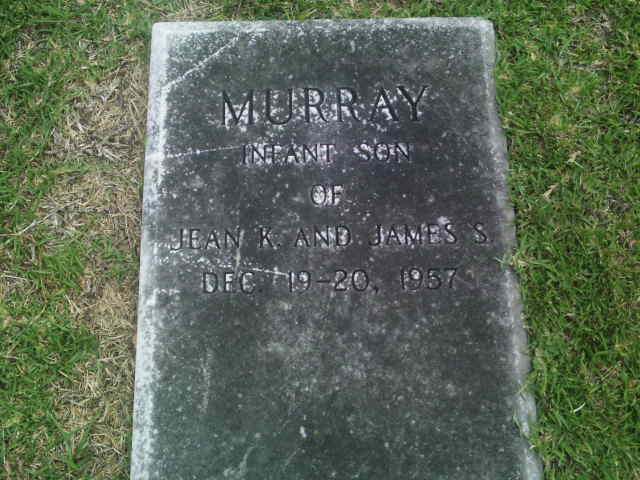 MURRAY
INFANT SON
OF
JEAN K. AND JAMES S.
DEC. 19-20, 1957